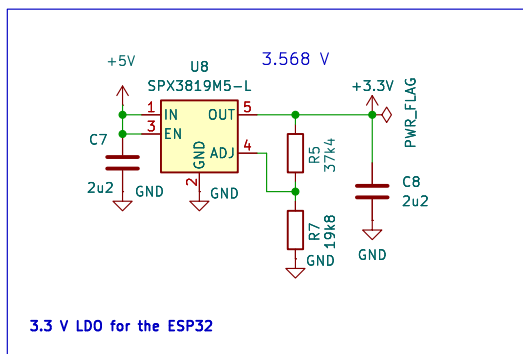 3.568 V
U8
SPX3819M5-L
+5V
+3.3V
PWR_FLAG
1
IN
OUT
5
3
EN
ADJ
4
GND
2
C7
2u2
GND
GND
R5
37k4
R7
19k8
GND
C8
2u2
GND
3.3 V LDO for the ESP32